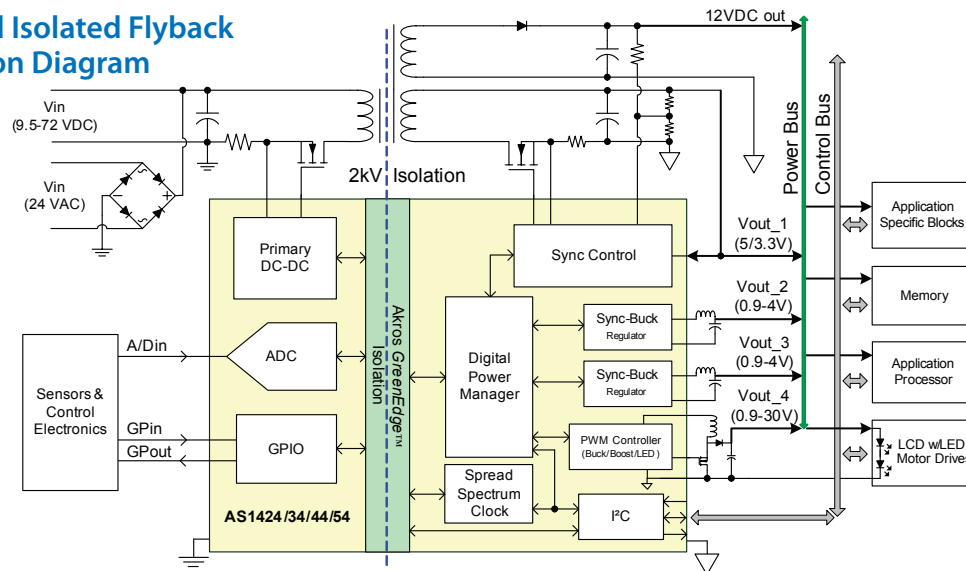 Isolated Flyback
on Diagram
12VDC out
Vin
(9.5-72 VDC)
Vin
(24 VAC)
2kV Isolation
Power Bus
Control Bus
Primary
DC-DC
Sync Control
Vout_1
(5/3.3V)
Application
Specific Blocks
Vout_2
(0.9-4V)
Memory
Sync-Buck
Regulator
Akros GreenEdge™
Isolation
A/Din
ADC
Digital
Power
Manager
Vout_3
(0.9-4V)
Application
Processor
Sync-Buck
Regulator
Sensors &
Control
Electronics
Vout_4
(0.9-30V)
GPin
GPout
GPIO
PWM Controller
(Buck/Boost/LED)
LCD w/LED
Motor Drives
Spread
Spectrum
Clock
I²C
AS1424/34/44/54